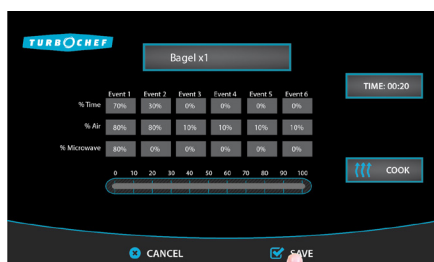 TURBOCHEF
Bagel x1
TIME: 00:20
Event 1 Event 2 Event 3 Event 4 Event 5 Event 6
% Time 70% 30% 0% 0% 0% 0%
% Air 80% 80% 10% 10% 10% 10%
% Microwave 80% 0% 0% 0% 0% 0%
0 10 20 30 40 50 60 70 80 90 100
COOK
CANCEL
SAVE